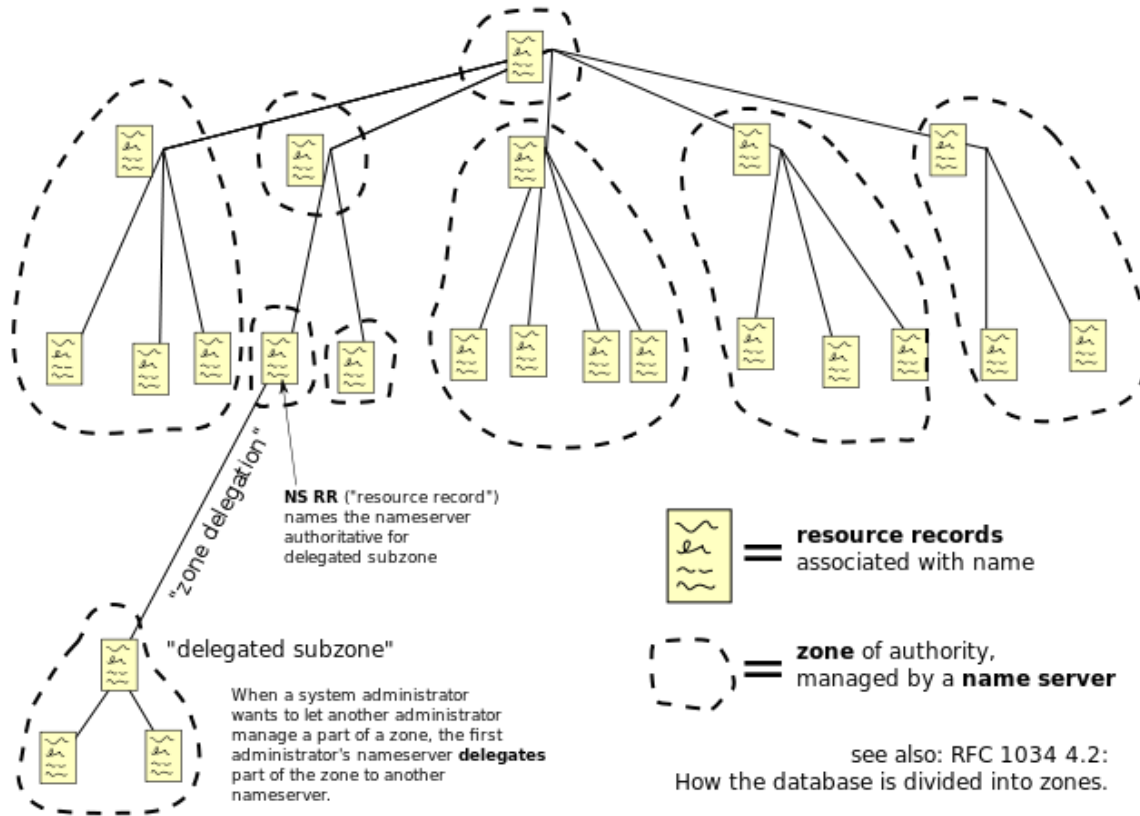 "zone delegation"
NS RR ("resource record")
names the nameserver
authoritative for
delegated subzone
resource records
associated with name
"delegated subzone"
zone of authority,
managed by a name server
When a system administrator
wants to let another administrator
manage a part of a zone, the first
administrator's nameserver delegates
part of the zone to another
nameserver.
see also: RFC 1034 4.2:
How the database is divided into zones.